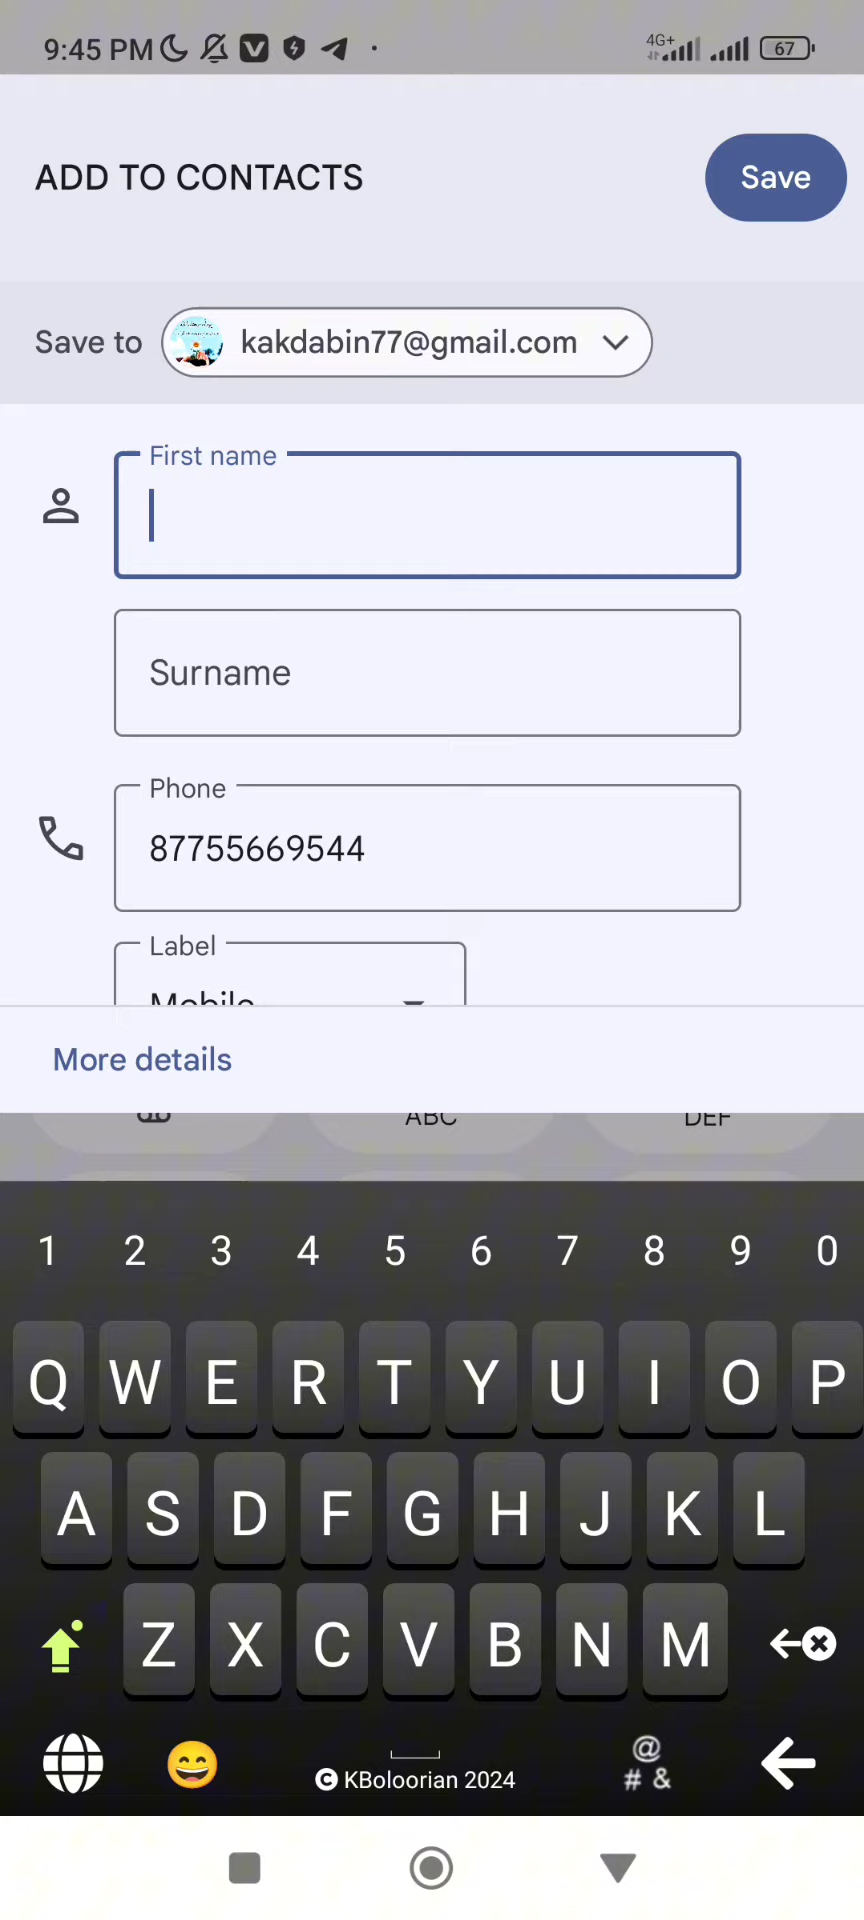 9:45 PM 4G+ 67
ADD TO CONTACTS
Save
Save to kakdabin77@gmail.com
First name
Surname
Phone
87755669544
Label
Mobile
More details
ABC DEF
1 2 3 4 5 6 7 8 9 0
Q W E R T Y U I O P
A S D F G H J K L
Z X C V B N M
@
© KBoloorian 2024 # &